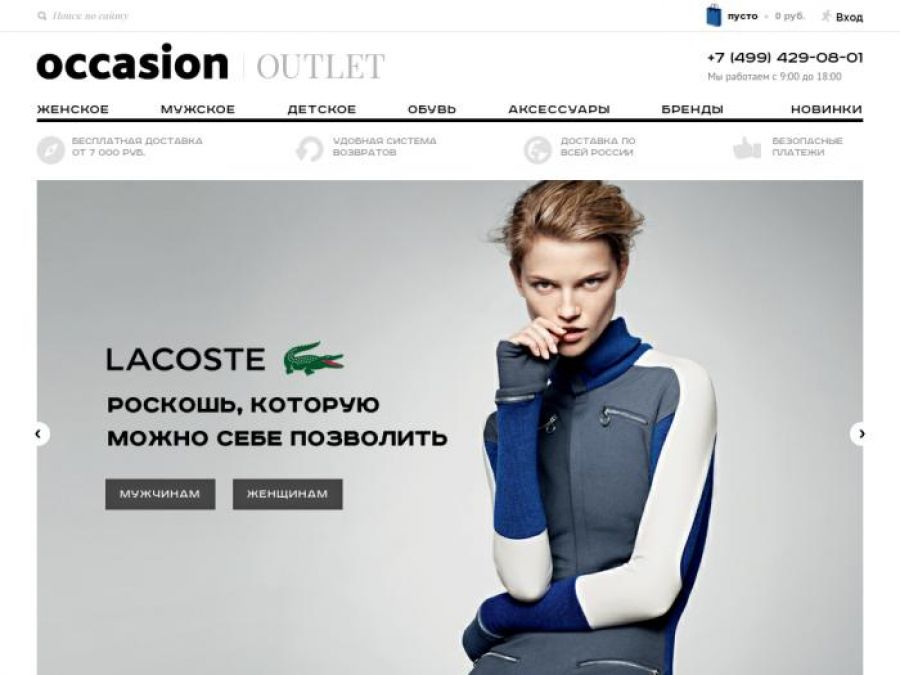 Поиск по сайту
пусто • 0 руб.
Вход
occasion | OUTLET
+7 (499) 429-08-01
Мы работаем с 9:00 до 18:00
ЖЕНСКОЕ МУЖСКОЕ ДЕТСКОЕ ОБУВЬ АКСЕССУАРЫ БРЕНДЫ НОВИНКИ
БЕСПЛАТНАЯ ДОСТАВКА
ОТ 7 000 РУБ.
УДОБНАЯ СИСТЕМА
ВОЗВРАТОВ
ДОСТАВКА ПО
ВСЕЙ РОССИИ
БЕЗОПАСНЫЕ
ПЛАТЕЖИ
LACOSTE
РОСКОШЬ, КОТОРУЮ
МОЖНО СЕБЕ ПОЗВОЛИТЬ
МУЖЧИНАМ ЖЕНЩИНАМ